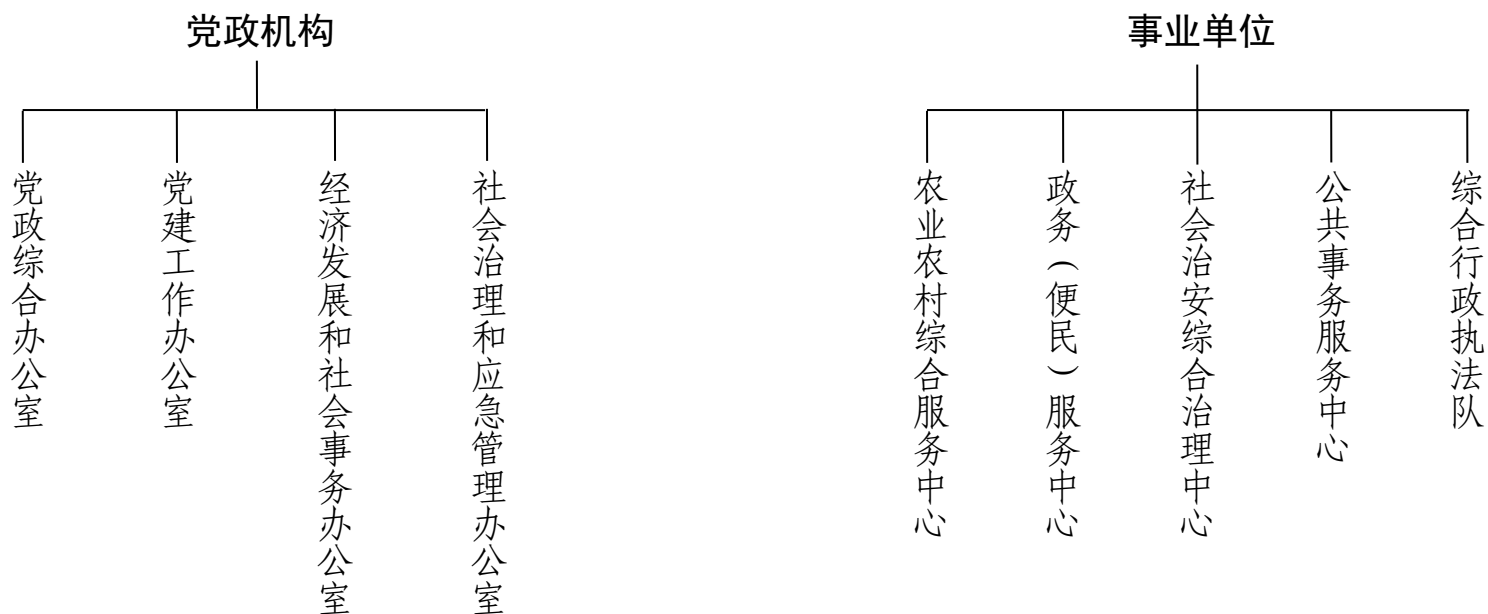 党政机构
事业单位
党政综合办公室
党建工作办公室
经济发展和社会事务办公室
社会治理和应急管理办公室
农业农村综合服务中心
政务（便民）服务中心
社会治安综合治理中心
公共事务服务中心
综合行政执法队